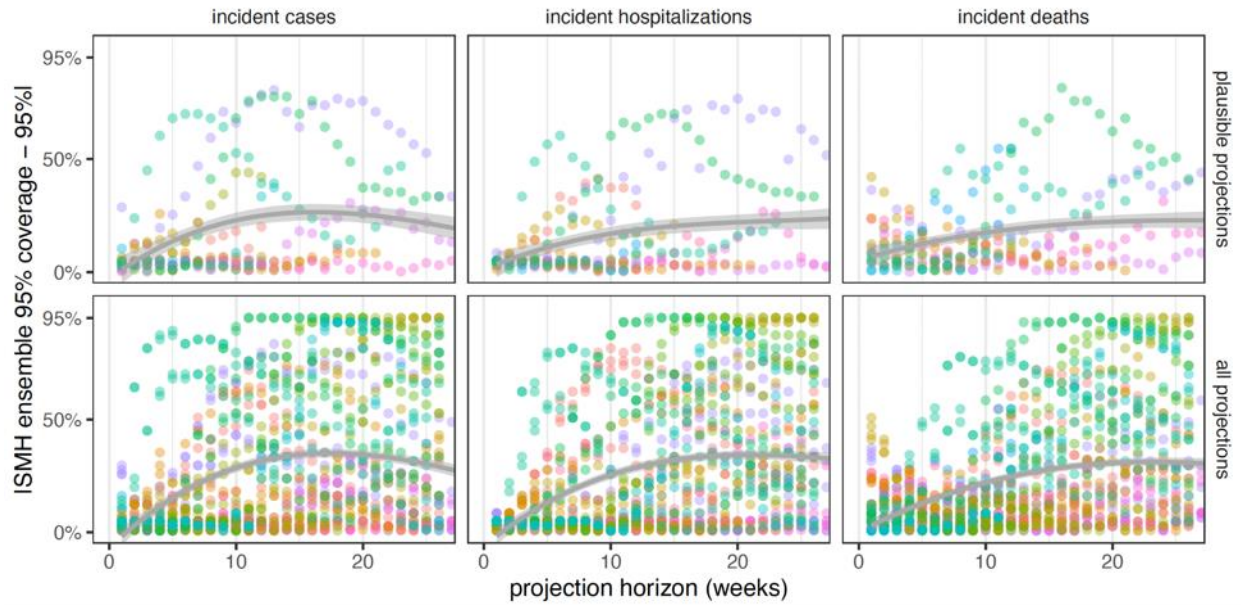 incident cases
incident hospitalizations
incident deaths
ISMH ensemble 95% coverage – 95%I
95%
50%
0%
plausible projections
95%
50%
0%
all projections
0
10
20
0
10
20
0
10
20
projection horizon (weeks)